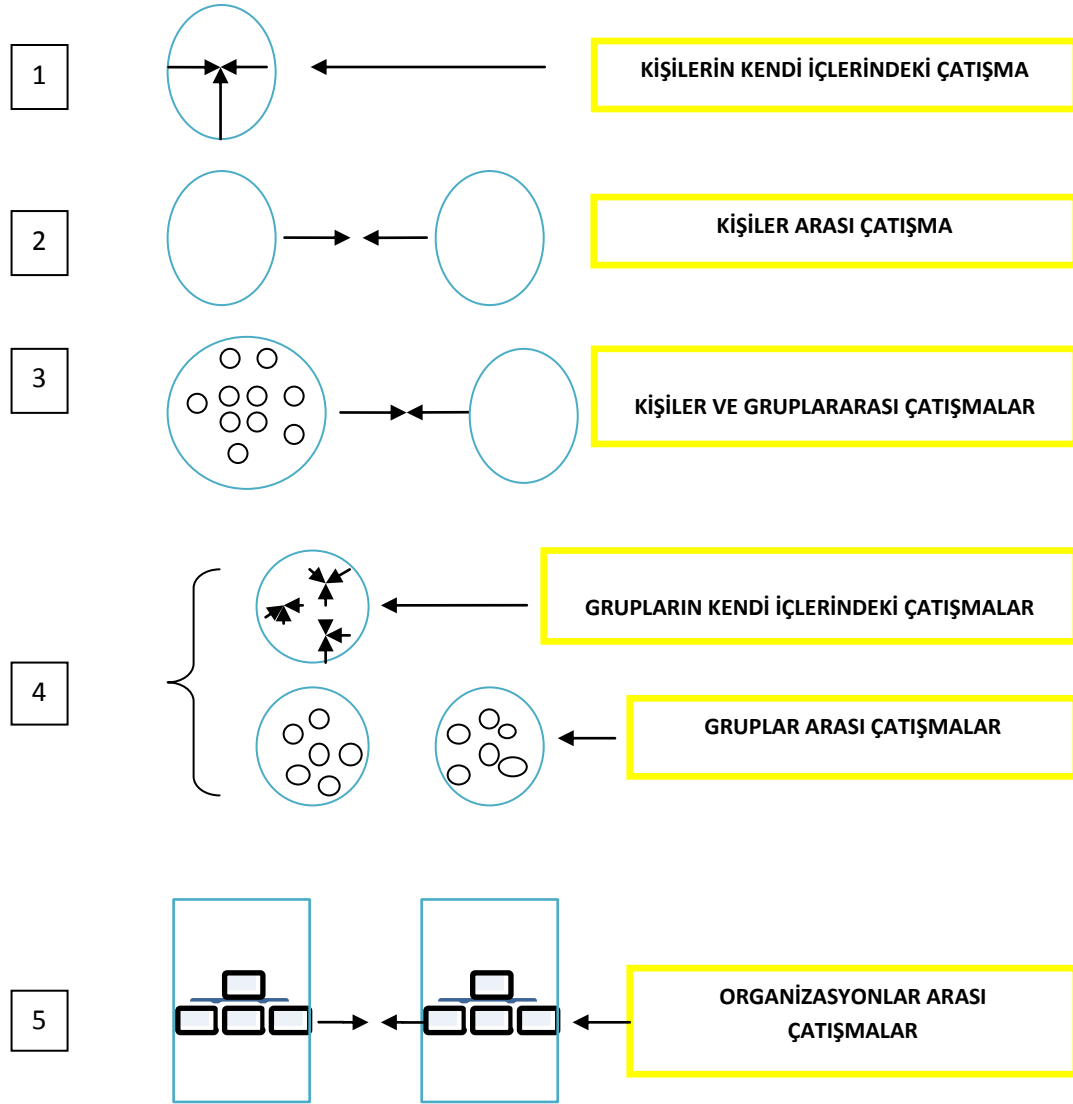 1
KİŞİLERİN KENDİ İÇLERİNDEKİ ÇATIŞMA
2
KİŞİLER ARASI ÇATIŞMA
3
KİŞİLER VE GRUPLARARASI ÇATIŞMALAR
GRUPLARIN KENDİ İÇLERİNDEKİ ÇATIŞMALAR
4
GRUPLAR ARASI ÇATIŞMALAR
5
ORGANİZASYONLAR ARASI
ÇATIŞMALAR